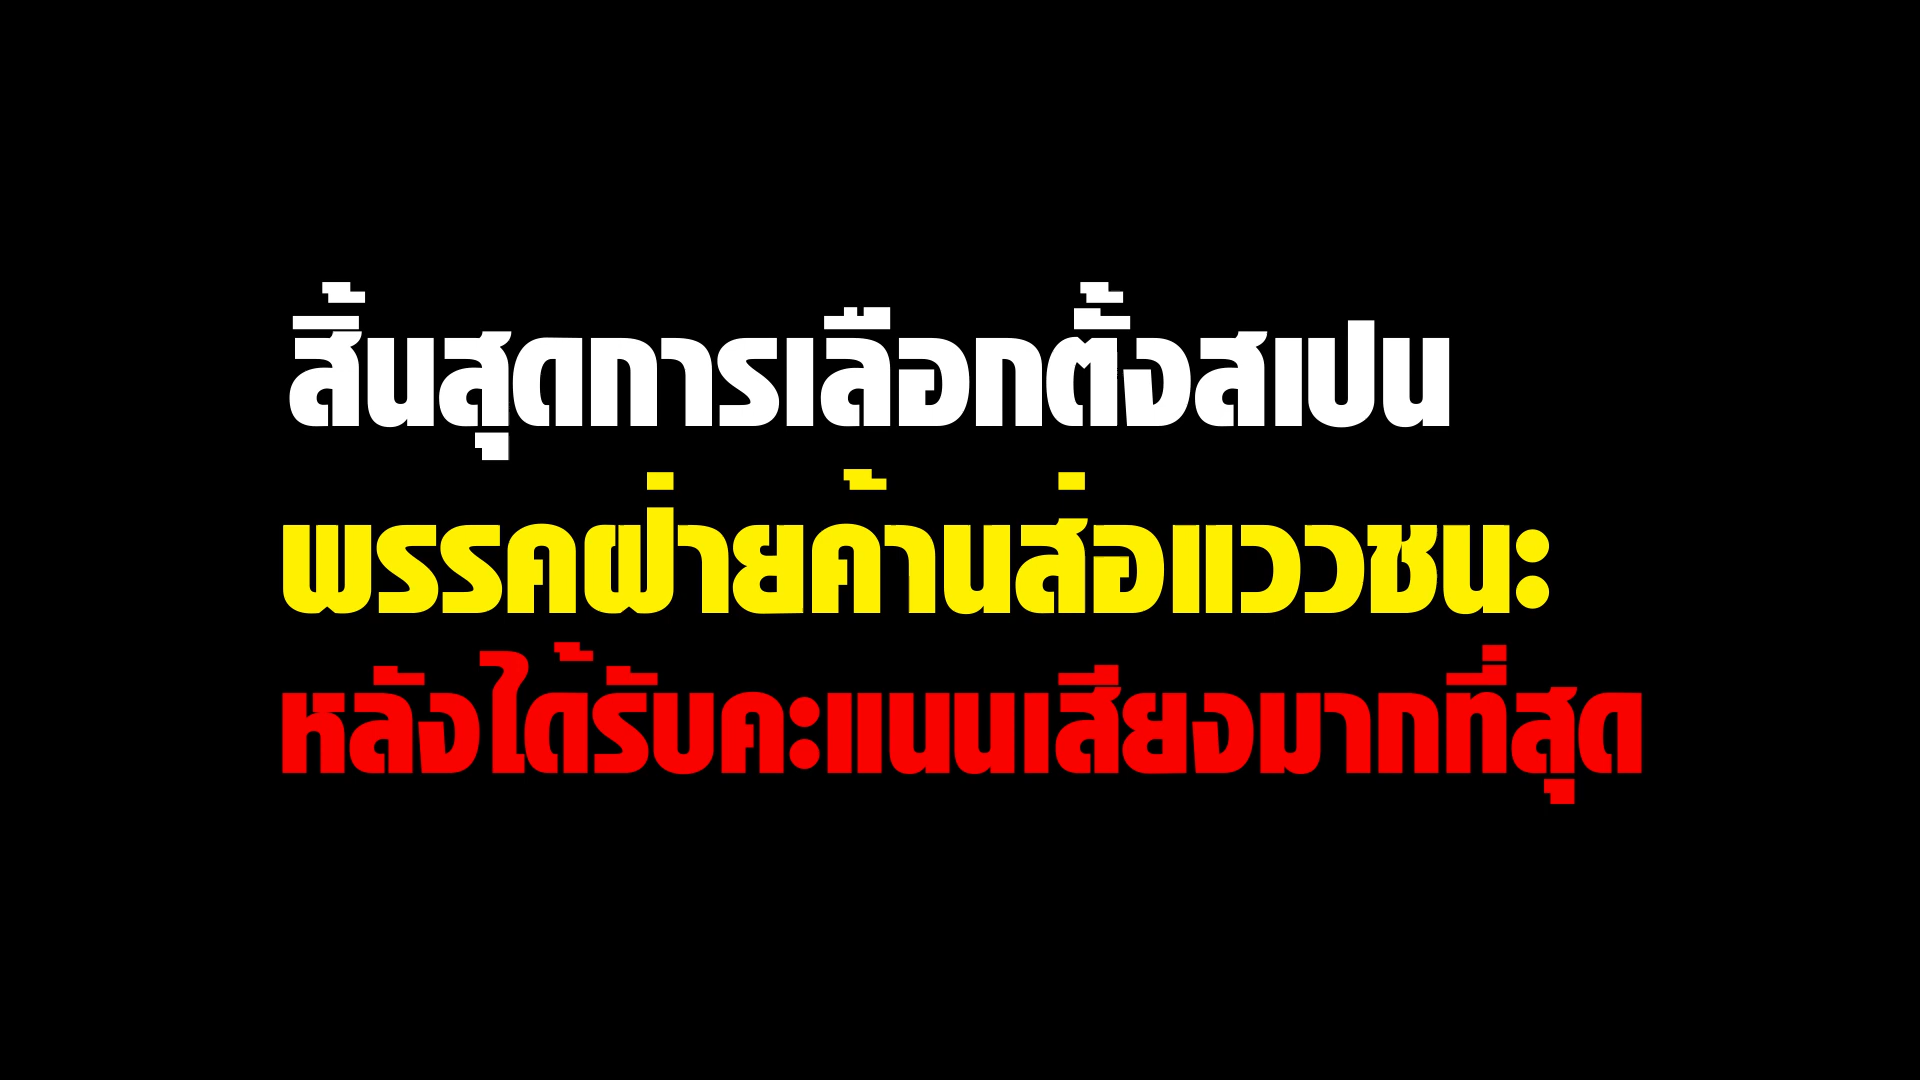 สิ้นสุดการเลือกตั้งสเปน
พรรคฝ่ายค้านส่อแววชนะ
หลังได้รับคะแนนเสียงมากที่สุด